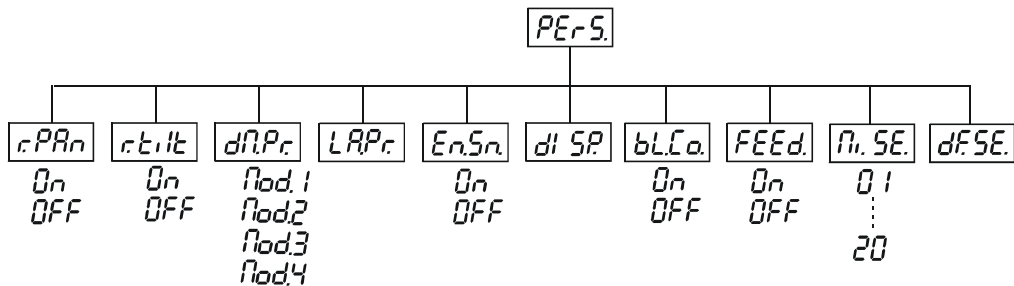 PErS.
r.PAn r.tilt dM.Pr. LA.Pr. En.Sn. dISP. bL.Co. FEEd. Mi.SE. dF.SE.
On On Mod.1 On On On 01
OFF OFF Mod.2 OFF OFF OFF
Mod.3
Mod.4 20